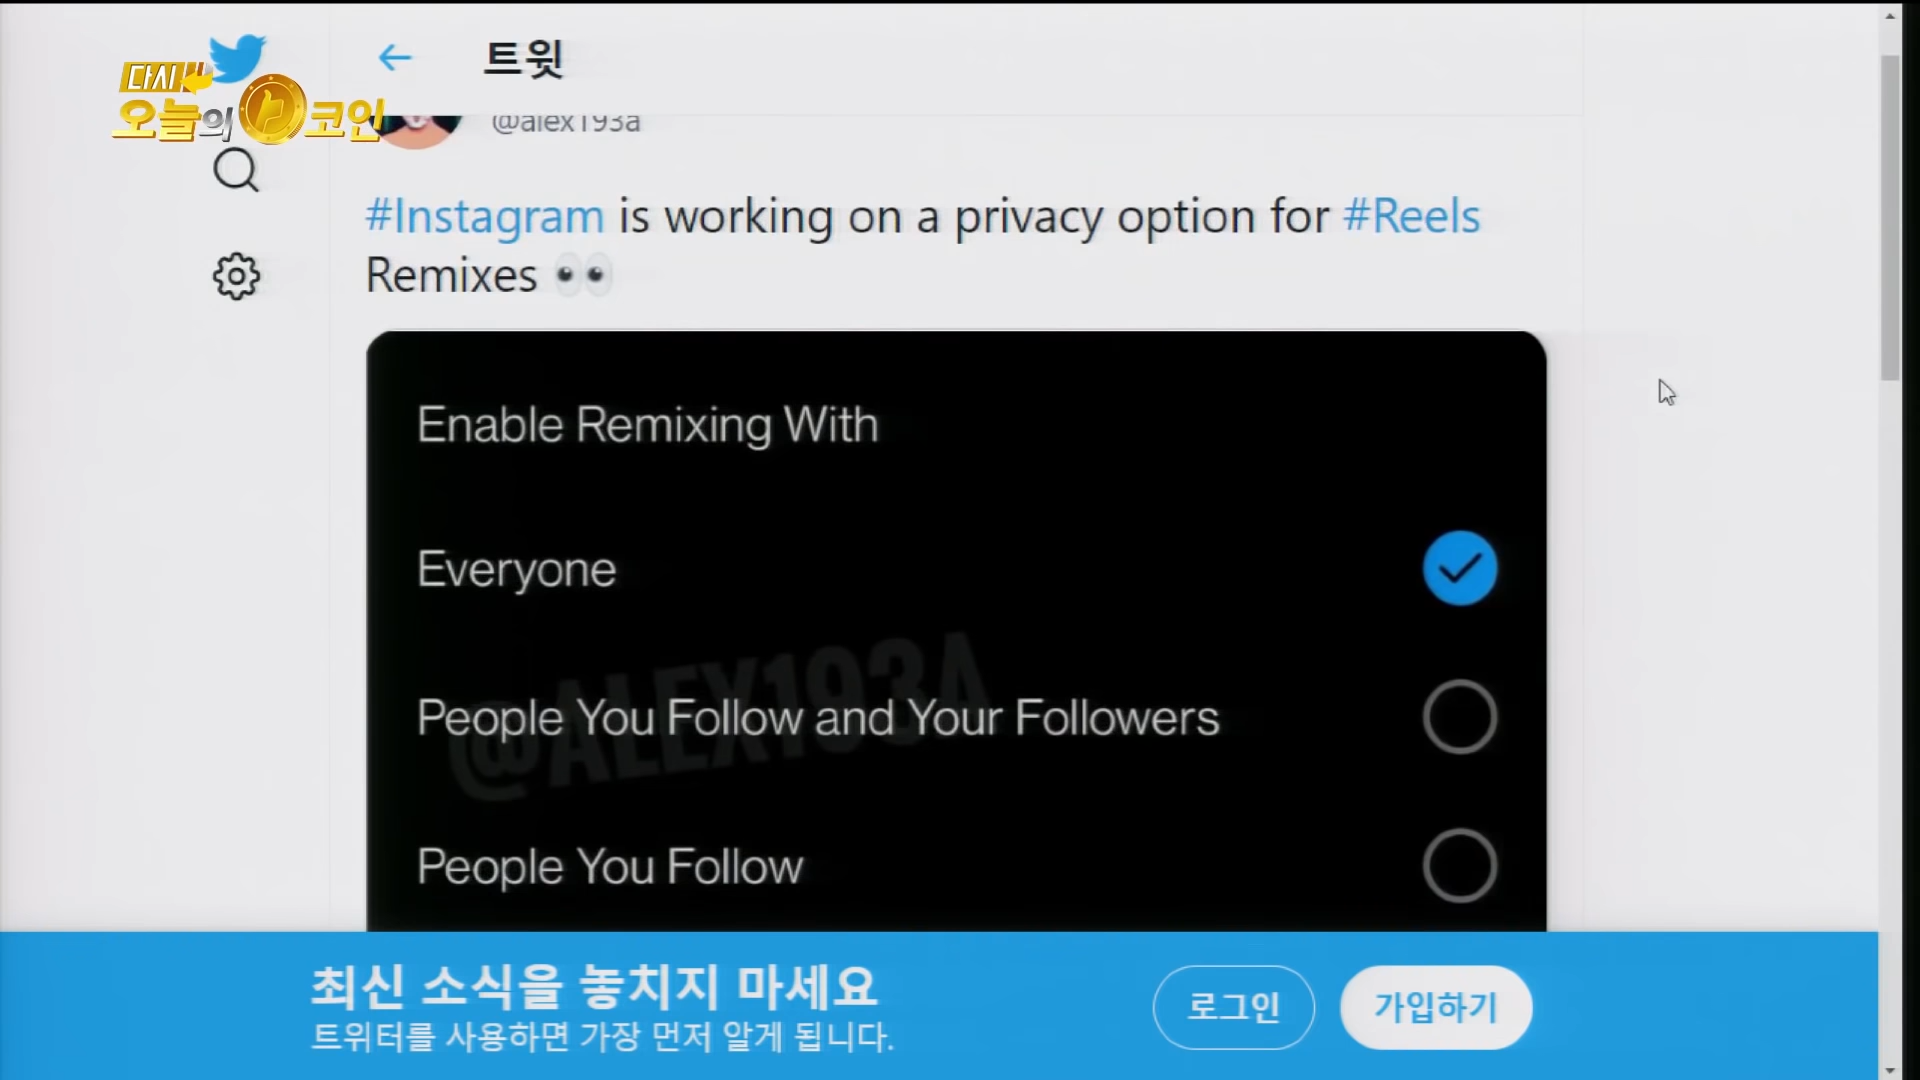 다시
오늘의 코인
트윗
@alex193a
#Instagram is working on a privacy option for #Reels
Remixes 👀
Enable Remixing With
Everyone
@ALEX193A
People You Follow and Your Followers
People You Follow
최신 소식을 놓치지 마세요
트위터를 사용하면 가장 먼저 알게 됩니다.
로그인
가입하기